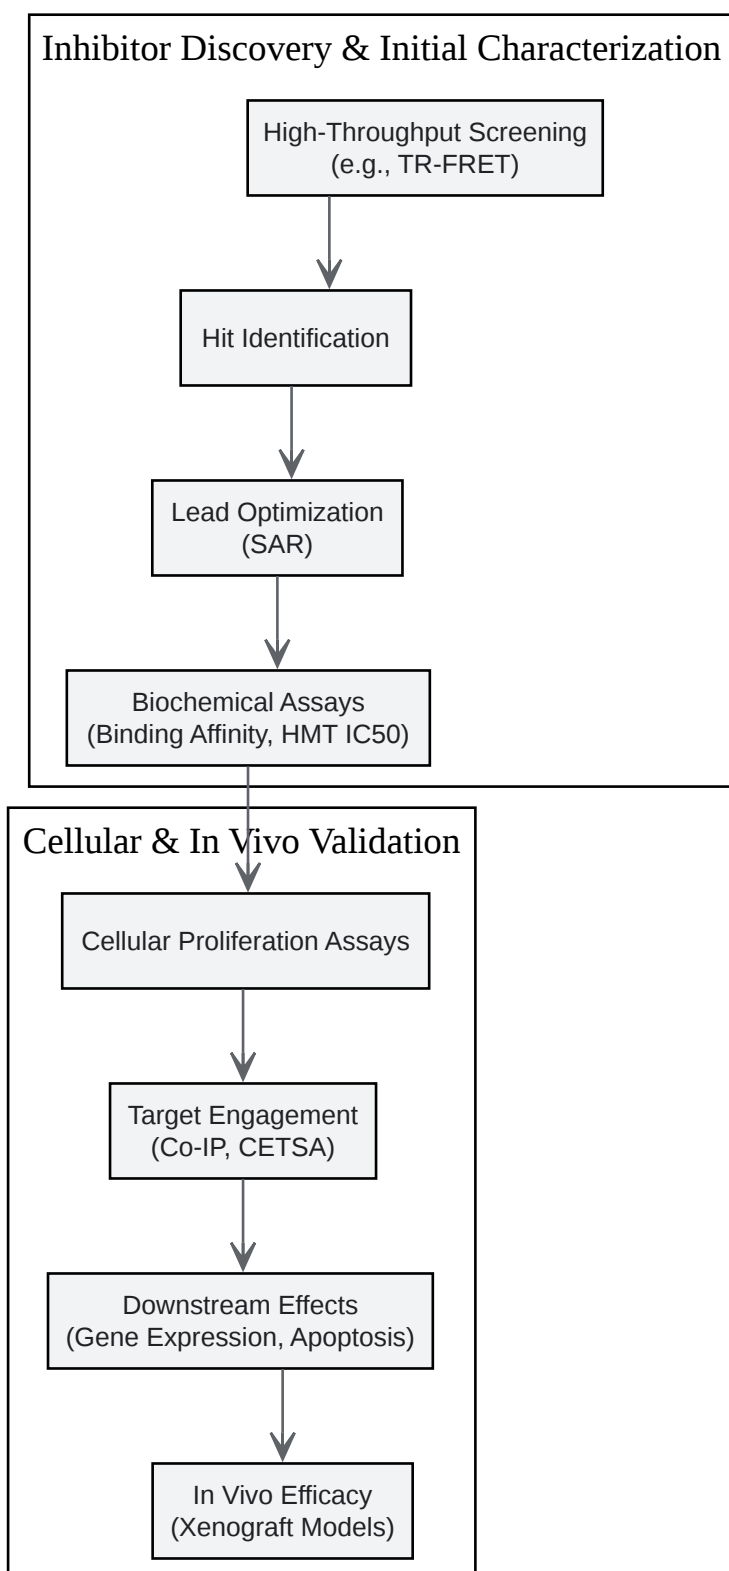 Inhibitor Discovery & Initial Characterization
High-Throughput Screening
(e.g., TR-FRET)
Hit Identification
Lead Optimization
(SAR)
Biochemical Assays
(Binding Affinity, HMT IC50)
Cellular & In Vivo Validation
Cellular Proliferation Assays
Target Engagement
(Co-IP, CETSA)
Downstream Effects
(Gene Expression, Apoptosis)
In Vivo Efficacy
(Xenograft Models)